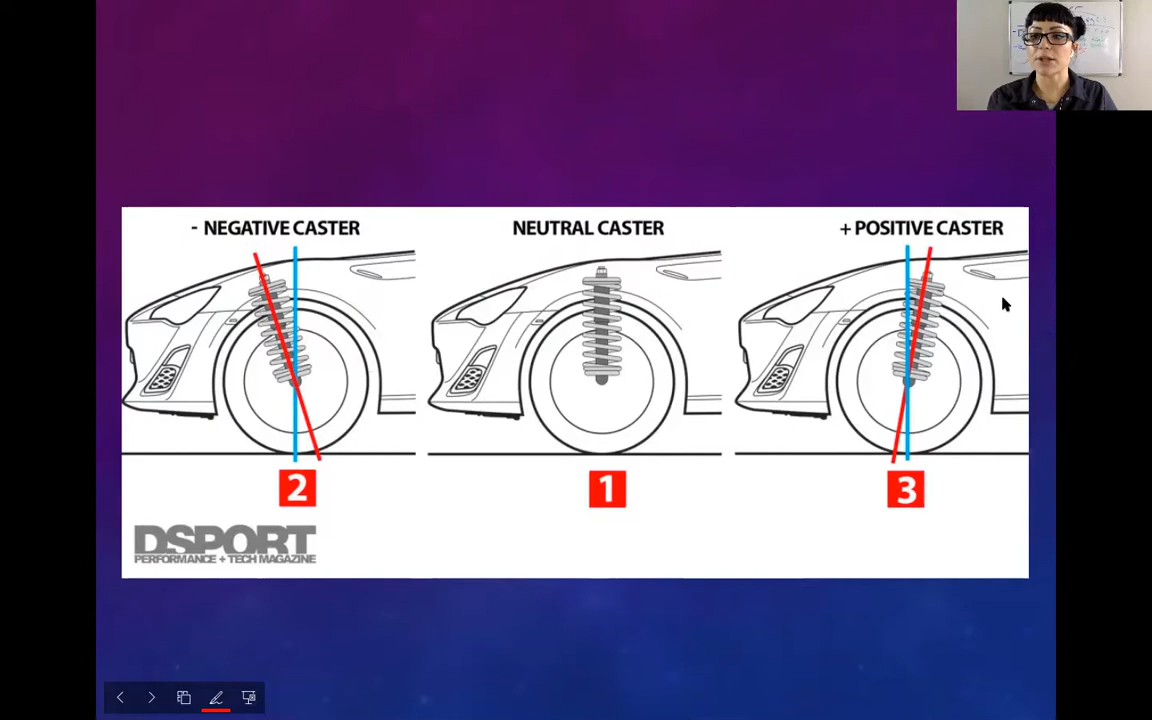 - NEGATIVE CASTER
NEUTRAL CASTER
+ POSITIVE CASTER
2
1
3
DSPORT
PERFORMANCE + TECH MAGAZINE